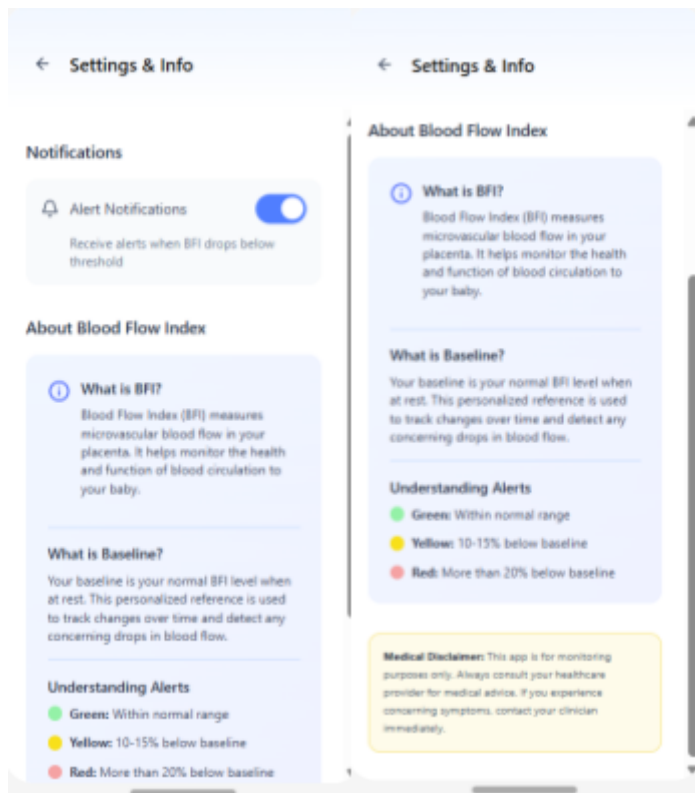 Settings & Info
Notifications
Alert Notifications
Receive alerts when BFI drops below
threshold
About Blood Flow Index
What is BFI?
Blood Flow Index (BFI) measures
microvascular blood flow in your
placenta. It helps monitor the health
and function of blood circulation to
your baby.
What is Baseline?
Your baseline is your normal BFI level when
at rest. This personalized reference is used
to track changes over time and detect any
concerning drops in blood flow.
Understanding Alerts
Green: Within normal range
Yellow: 10-15% below baseline
Red: More than 20% below baseline
Settings & Info
About Blood Flow Index
What is BFI?
Blood Flow Index (BFI) measures
microvascular blood flow in your
placenta. It helps monitor the health
and function of blood circulation to
your baby.
What is Baseline?
Your baseline is your normal BFI level when
at rest. This personalized reference is used
to track changes over time and detect any
concerning drops in blood flow.
Understanding Alerts
Green: Within normal range
Yellow: 10-15% below baseline
Red: More than 20% below baseline
Medical Disclaimer: This app is for monitoring
purposes only. Always consult your healthcare
provider for medical advice. If you experience
concerning symptoms, contact your clinician
immediately.